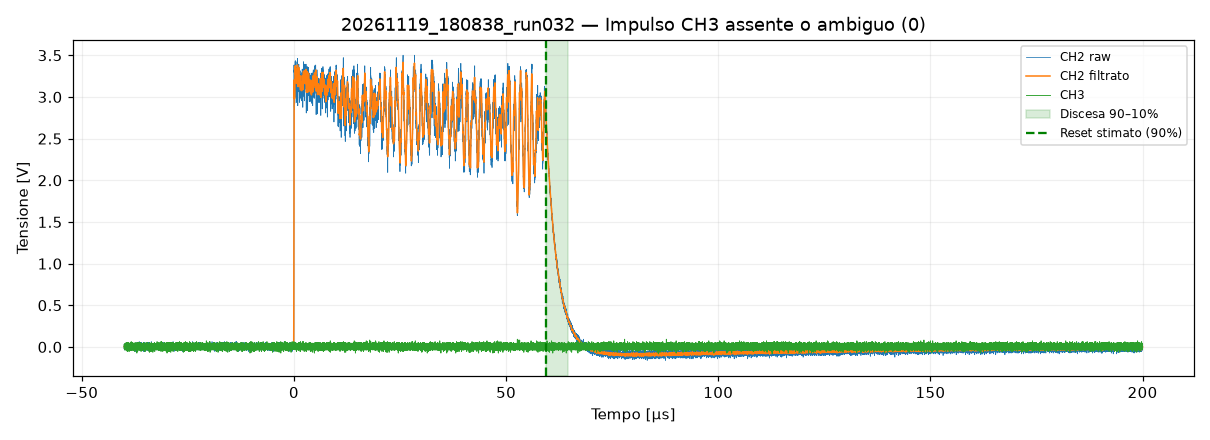 20261119_180838_run032 — Impulso CH3 assente o ambiguo (0)
3.5
3.0
2.5
2.0
1.5
1.0
0.5
0.0
Tensione [V]
CH2 raw
CH2 filtrato
CH3
Discesa 90–10%
Reset stimato (90%)
−50
0
50
100
150
200
Tempo [µs]